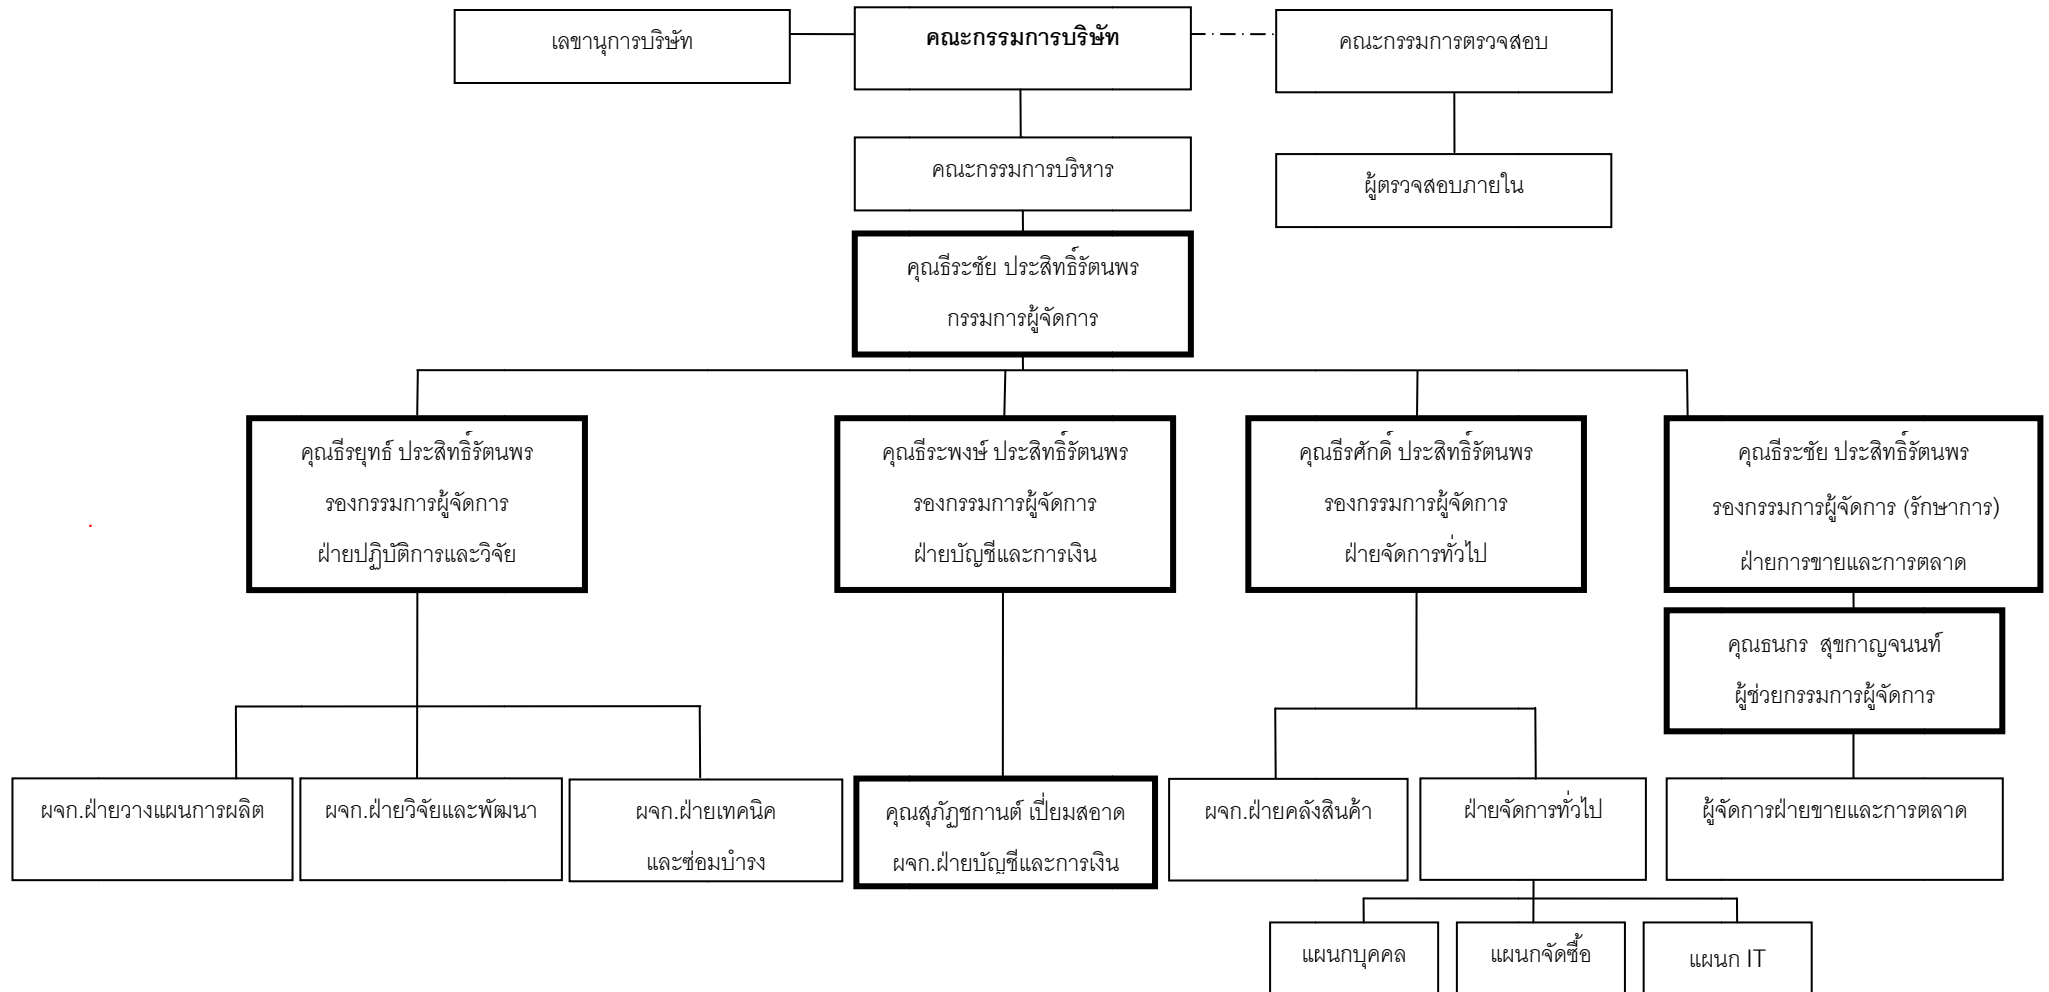 เลขานุการบริษัท
คณะกรรมการบริษัท
คณะกรรมการตรวจสอบ
คณะกรรมการบริหาร
ผู้ตรวจสอบภายใน
คุณธีระชัย ประสิทธิ์รัตนพร
กรรมการผู้จัดการ
คุณธีรยุทธ์ ประสิทธิ์รัตนพร
รองกรรมการผู้จัดการ
ฝ่ายปฏิบัติการและวิจัย
คุณธีระพงษ์ ประสิทธิ์รัตนพร
รองกรรมการผู้จัดการ
ฝ่ายบัญชีและการเงิน
คุณธีรศักดิ์ ประสิทธิ์รัตนพร
รองกรรมการผู้จัดการ
ฝ่ายจัดการทั่วไป
คุณธีระชัย ประสิทธิ์รัตนพร
รองกรรมการผู้จัดการ (รักษาการ)
ฝ่ายการขายและการตลาด
คุณธนกร สุขกาญจนนท์
ผู้ช่วยกรรมการผู้จัดการ
ผจก.ฝ่ายวางแผนการผลิต
ผจก.ฝ่ายวิจัยและพัฒนา
ผจก.ฝ่ายเทคนิค
และซ่อมบำรุง
คุณสุภัฏชกานต์ เปี่ยมสอาด
ผจก.ฝ่ายบัญชีและการเงิน
ผจก.ฝ่ายคลังสินค้า
ฝ่ายจัดการทั่วไป
ผู้จัดการฝ่ายขายและการตลาด
แผนกบุคคล
แผนกจัดซื้อ
แผนก IT